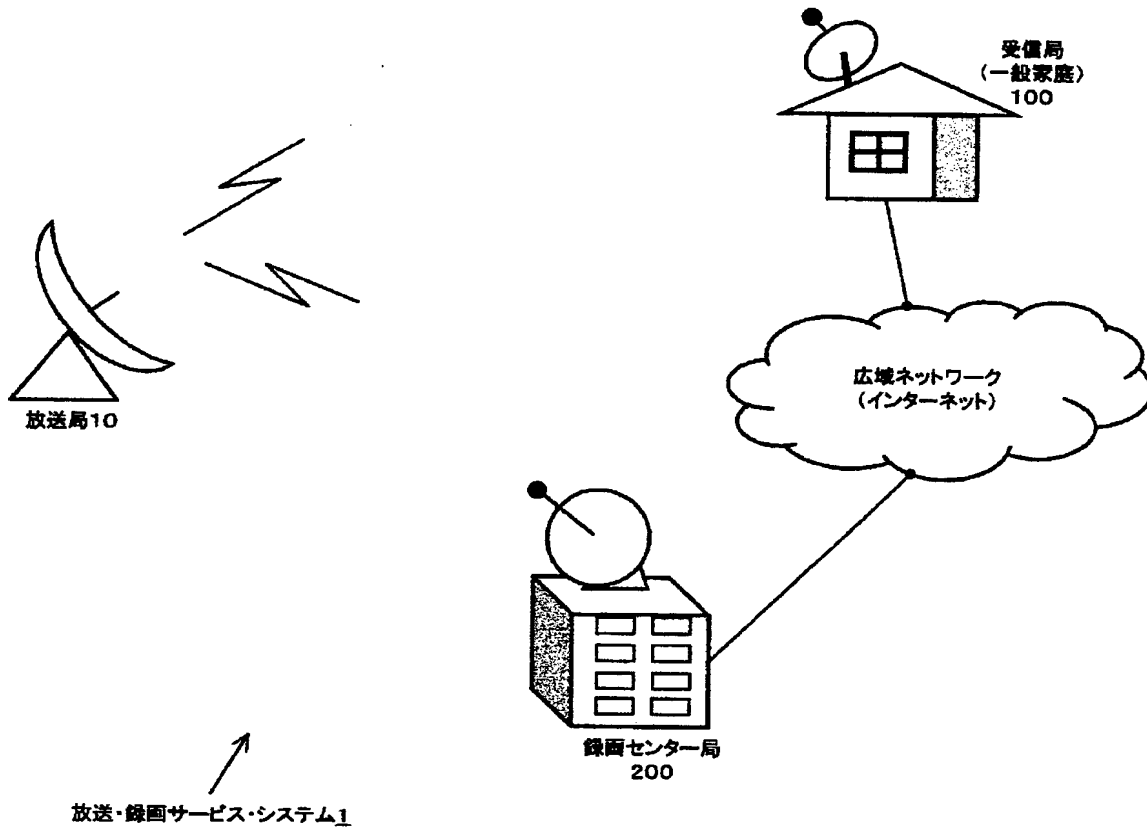 受信局
(一般家庭)
100
放送局10
広域ネットワーク
(インターネット)
録画センター局
200
放送・録画サービス・システム1